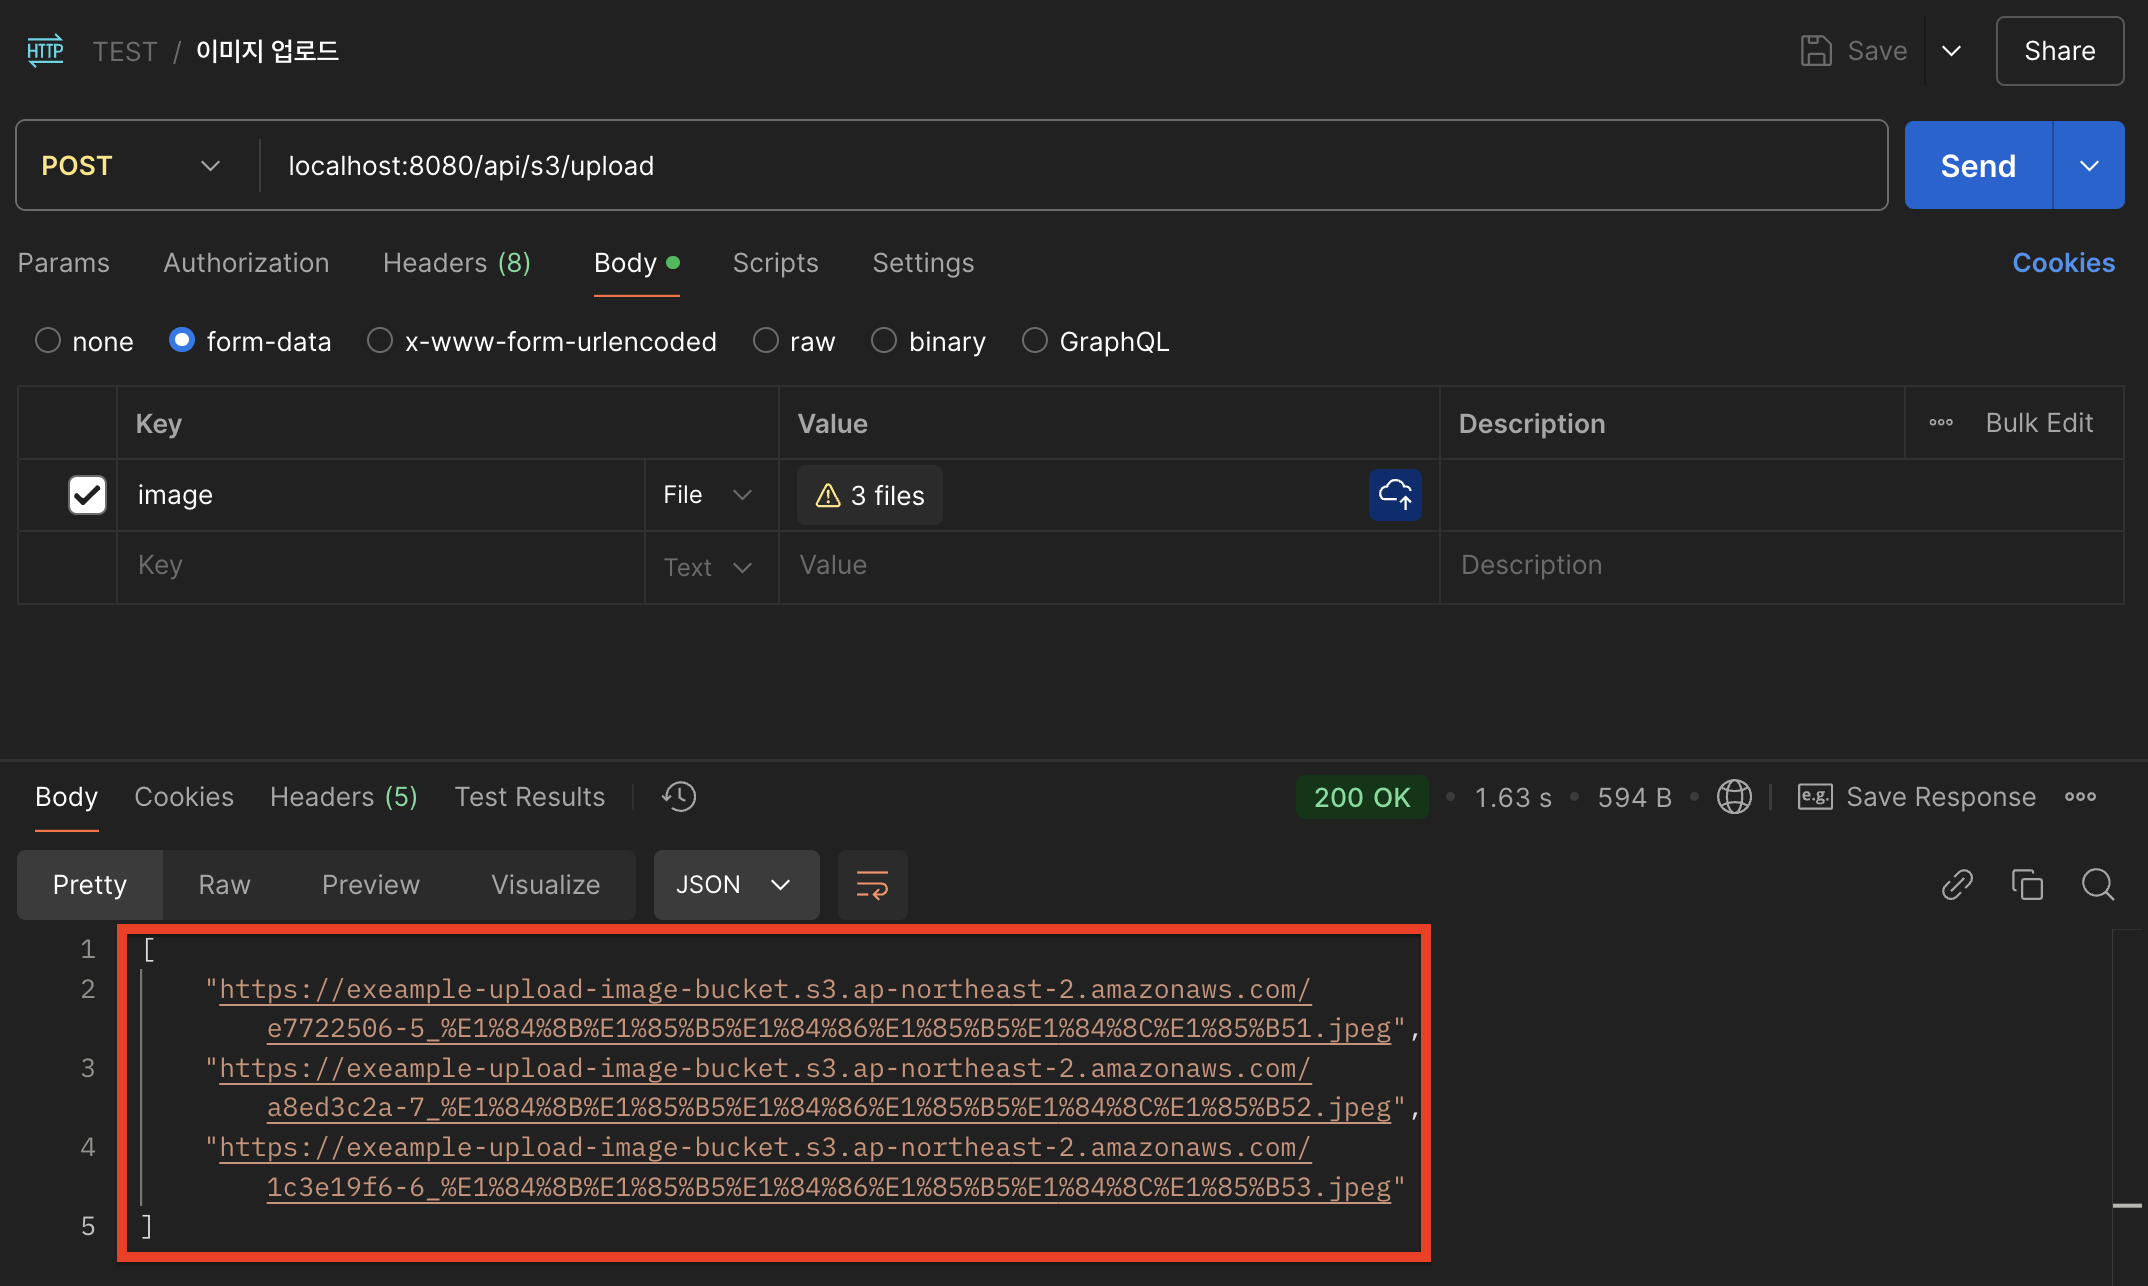 HTTP TEST / 이미지 업로드 Save Share
POST localhost:8080/api/s3/upload Send
Params Authorization Headers (8) Body Scripts Settings Cookies
none form-data x-www-form-urlencoded raw binary GraphQL
Key Value Description Bulk Edit
image File 3 files
Key Text Value Description
Body Cookies Headers (5) Test Results 200 OK 1.63 s 594 B e.g. Save Response
Pretty Raw Preview Visualize JSON
1 [
2 "https://exeample-upload-image-bucket.s3.ap-northeast-2.amazonaws.com/
e7722506-5_%E1%84%8B%E1%85%B5%E1%84%86%E1%85%B5%E1%84%8C%E1%85%B51.jpeg",
3 "https://exeample-upload-image-bucket.s3.ap-northeast-2.amazonaws.com/
a8ed3c2a-7_%E1%84%8B%E1%85%B5%E1%84%86%E1%85%B5%E1%84%8C%E1%85%B52.jpeg",
4 "https://exeample-upload-image-bucket.s3.ap-northeast-2.amazonaws.com/
1c3e19f6-6_%E1%84%8B%E1%85%B5%E1%84%86%E1%85%B5%E1%84%8C%E1%85%B53.jpeg"
5 ]